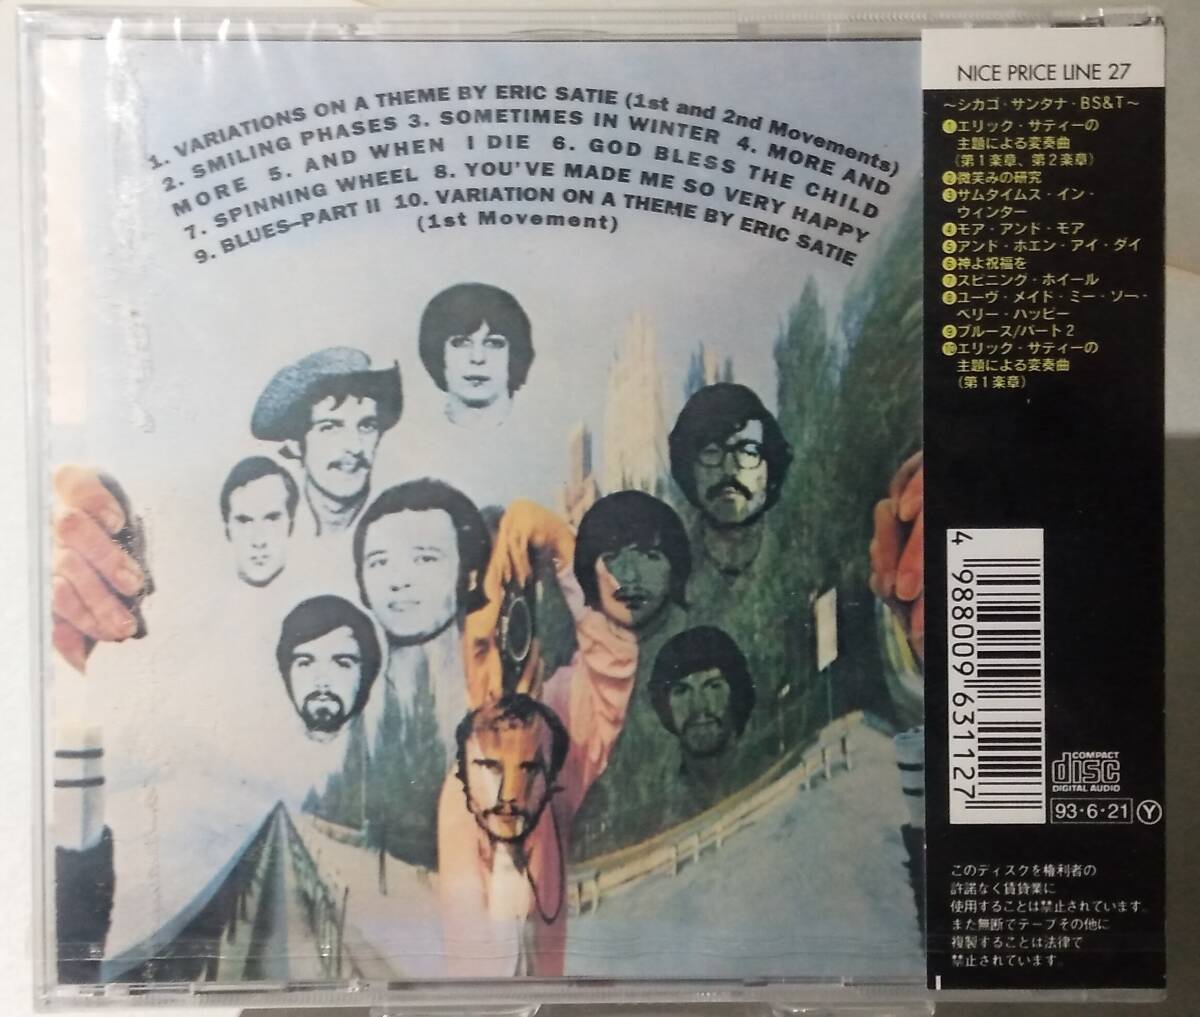 1. VARIATIONS ON A THEME BY ERIC SATIE (1st and 2nd Movements)
2. SMILING PHASES 3. SOMETIMES IN WINTER 4. MORE AND
MORE 5. AND WHEN I DIE 6. GOD BLESS THE CHILD
7. SPINNING WHEEL 8. YOU'VE MADE ME SO VERY HAPPY
9. BLUES—PART II 10. VARIATION ON A THEME BY ERIC SATIE
(1st Movement)
NICE PRICE LINE 27
～シカゴ・サンタナ・BS&T～
①エリック・サティーの
主題による変奏曲
(第1楽章、第2楽章)
②微笑みの研究
③サムタイムス・イン・
ウィンター
④モア・アンド・モア
⑤アンド・ホエン・アイ・ダイ
⑥神よ祝福を
⑦スピニング・ホイール
⑧ユーヴ・メイド・ミー・ソー・
ベリー・ハッピー
⑨ブルース/パート2
⑩エリック・サティーの
主題による変奏曲
(第1楽章)
4 988009 631127
COMPACT
disc
DIGITAL AUDIO
93・6・21 Y
このディスクを権利者の
許諾なく賃貸業に
使用することは禁止されています。
また無断でテープその他に
複製することは法律で
禁止されています。